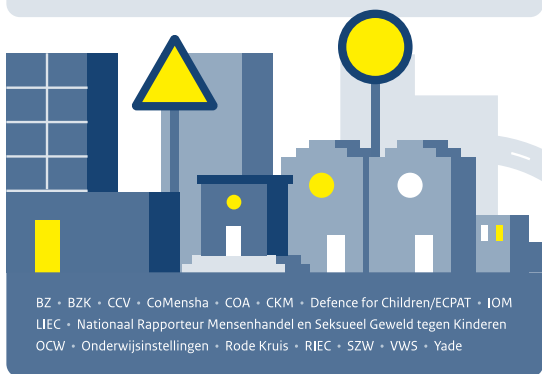 BZ • BZK • CCV • CoMensha • COA • CKM • Defence for Children/ECPAT • IOM
LIEC • Nationaal Rapporteur Mensenhandel en Seksueel Geweld tegen Kinderen
OCW • Onderwijsinstellingen • Rode Kruis • RIEC • SZW • VWS • Yade